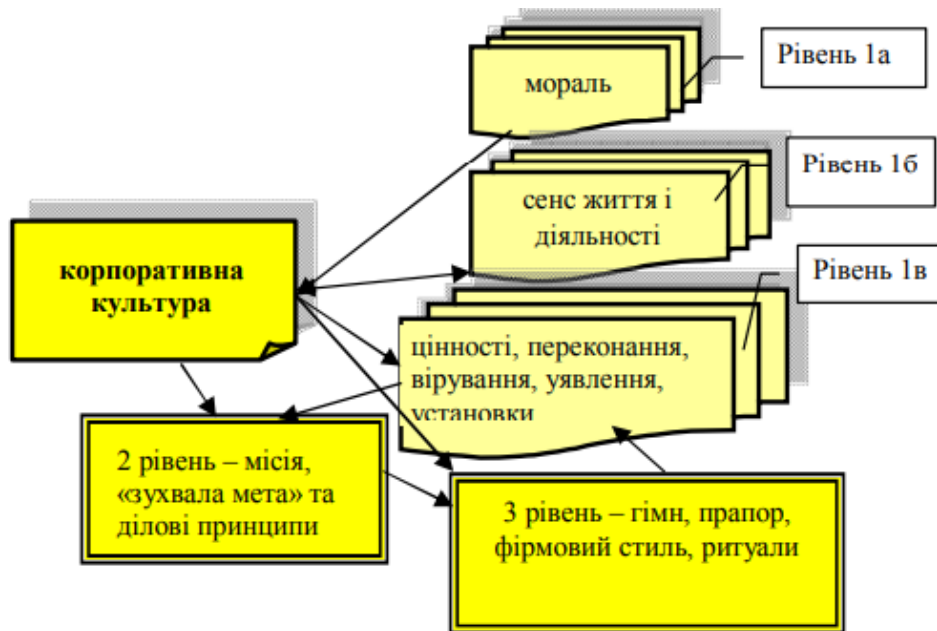 мораль
Рівень 1а
сенс життя і
діяльності
Рівень 1б
корпоративна
культура
цінності, переконання,
вірування, уявлення,
установки
Рівень 1в
2 рівень – місія,
«зухвала мета» та
ділові принципи
3 рівень – гімн, прапор,
фірмовий стиль, ритуали